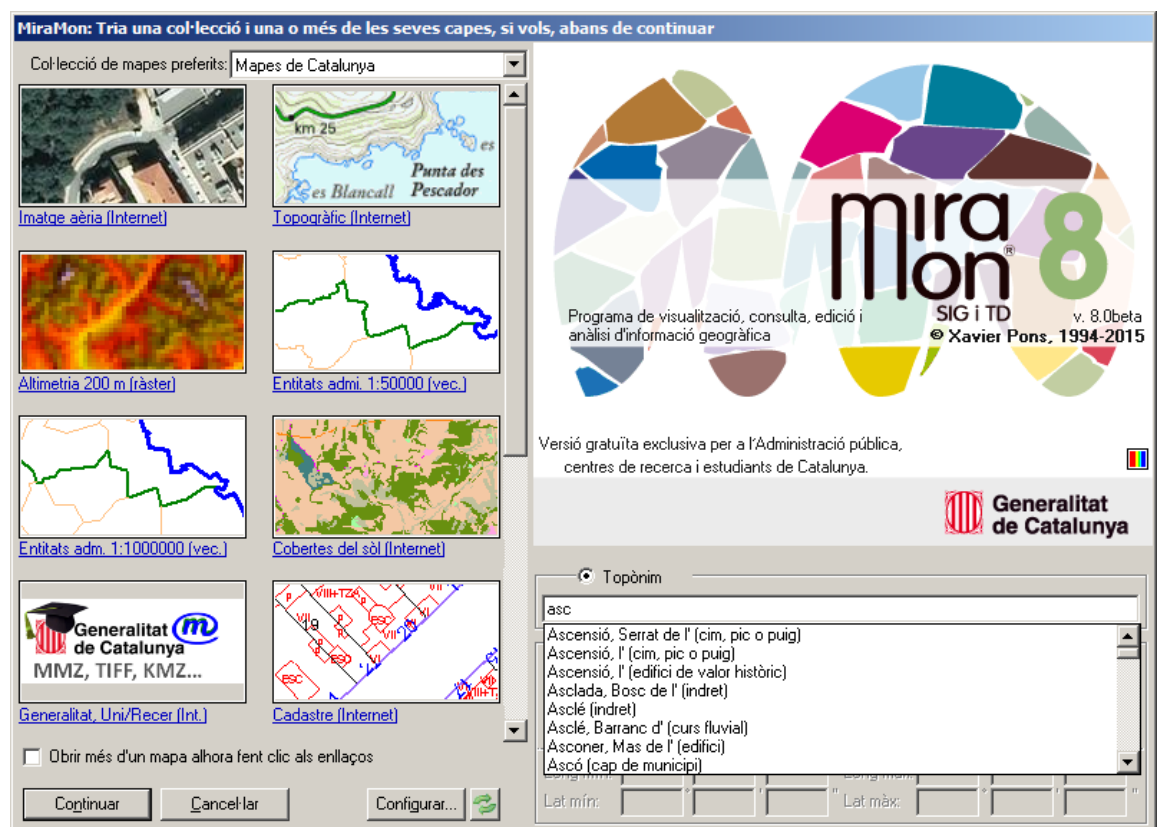 MiraMon: Tria una col·lecció i una o més de les seves capes, si vols, abans de continuar
Col·lecció de mapes preferits: Mapes de Catalunya
km 25
es
Punta des
Pescador
es Blancall
Imatge aèria (Internet)
Topogràfic (Internet)
Altimetria 200 m (ràster)
Entitats admi. 1:50000 (vec.)
Entitats adm. 1:1000000 (vec.)
Cobertes del sòl (Internet)
Generalitat
de Catalunya
MMZ, TIFF, KMZ...
VIII+TZA
VII
VI
VII
19
ESC
ESC
Generalitat, Uni/Recer (Int.)
Cadastre (Internet)
Obrir més d'un mapa alhora fent clic als enllaços
Continuar
Cancel·lar
Configurar...
mira
mon®
8
SIG i TD
v. 8.0beta
Programa de visualització, consulta, edició i
anàlisi d'informació geogràfica
© Xavier Pons, 1994-2015
Versió gratuïta exclusiva per a l'Administració pública,
centres de recerca i estudiants de Catalunya.
Generalitat
de Catalunya
Topònim
asc
Ascensió, Serrat de l' (cim, pic o puig)
Ascensió, l' (cim, pic o puig)
Ascensió, l' (edifici de valor històric)
Asclada, Bosc de l' (indret)
Asclé (indret)
Asclé, Barranc d' (curs fluvial)
Asconer, Mas de l' (edifici)
Ascó (cap de municipi)
Lat mín: ° ' " Lat màx: ° ' "